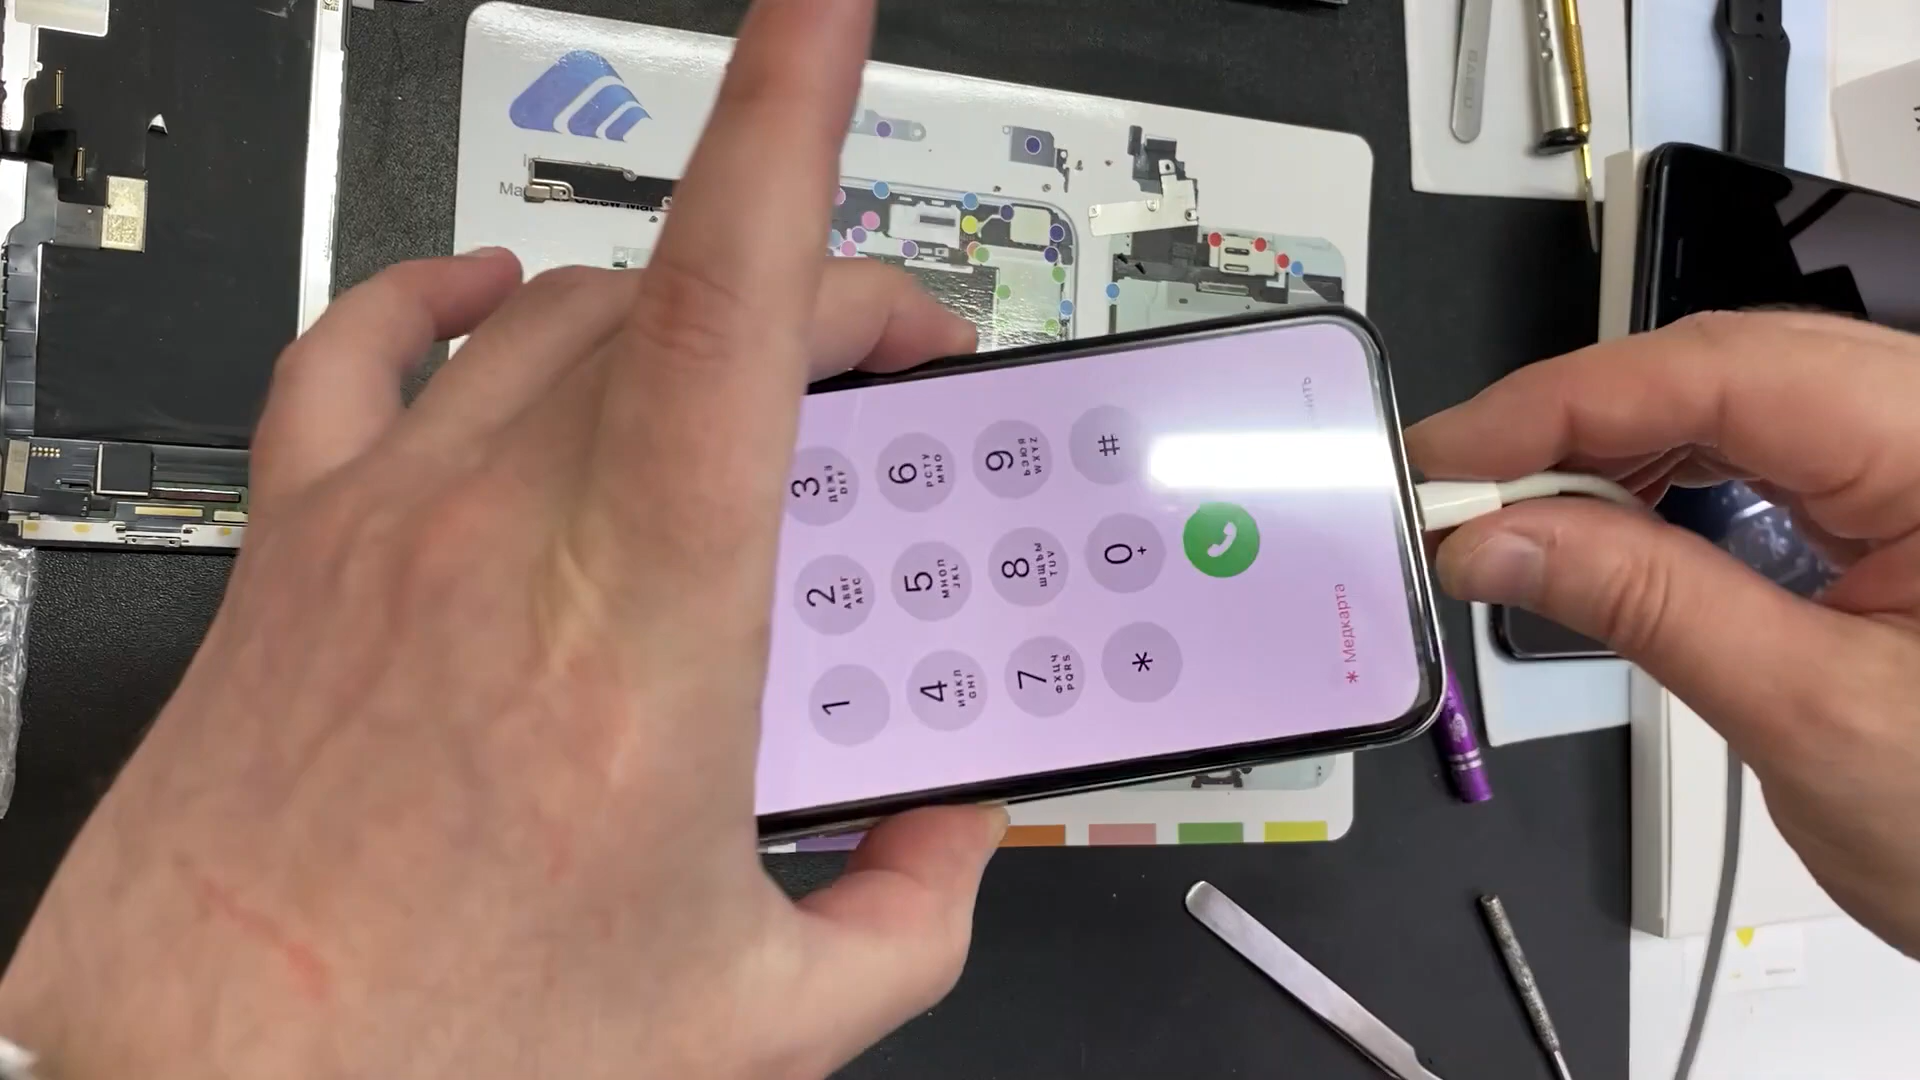 1
2
АБВГ
ABC
3
ДЕЖЗ
DEF
4
ИЙКЛ
GHI
5
МНОП
JKL
6
РСТУ
MNO
7
ФХЦЧ
PQRS
8
ШЩЪЫ
TUV
9
ЬЭЮЯ
WXYZ
*
0
+
#
* Медкарта